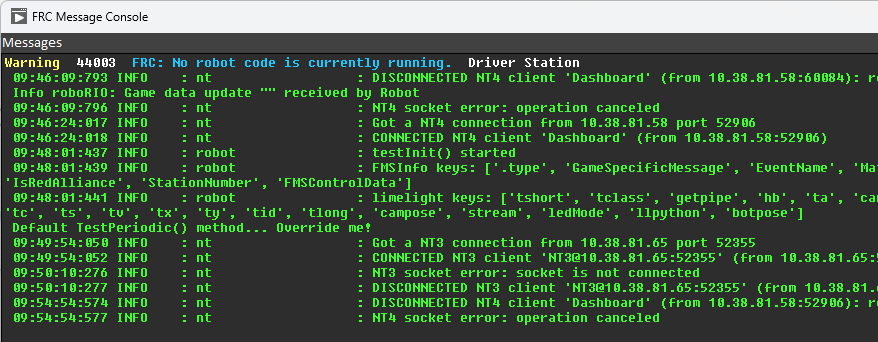 FRC Message Console
Messages
Warning 44003 FRC: No robot code is currently running. Driver Station
09:46:09:793 INFO : nt : DISCONNECTED NT4 client 'Dashboard' (from 10.38.81.58:60084): re
Info roboRIO: Game data update "" received by Robot
09:46:09:796 INFO : nt : NT4 socket error: operation canceled
09:46:24:017 INFO : nt : Got a NT4 connection from 10.38.81.58 port 52906
09:46:24:018 INFO : nt : CONNECTED NT4 client 'Dashboard' (from 10.38.81.58:52906)
09:48:01:437 INFO : robot : testInit() started
09:48:01:439 INFO : robot : FMSInfo keys: ['.type', 'GameSpecificMessage', 'EventName', 'Mat
'IsRedAlliance', 'StationNumber', 'FMSControlData']
09:48:01:441 INFO : robot : limelight keys: ['tshort', 'tclass', 'getpipe', 'hb', 'ta', 'cam
'tc', 'ts', 'tv', 'tx', 'ty', 'tid', 'tlong', 'campose', 'stream', 'ledMode', 'llpython', 'botpose']
Default TestPeriodic() method... Override me!
09:49:54:050 INFO : nt : Got a NT3 connection from 10.38.81.65 port 52355
09:49:54:052 INFO : nt : CONNECTED NT3 client 'NT3@10.38.81.65:52355' (from 10.38.81.65:5
09:50:10:276 INFO : nt : NT3 socket error: socket is not connected
09:50:10:277 INFO : nt : DISCONNECTED NT3 client 'NT3@10.38.81.65:52355' (from 10.38.81.6
09:54:54:574 INFO : nt : DISCONNECTED NT4 client 'Dashboard' (from 10.38.81.58:52906): re
09:54:54:577 INFO : nt : NT4 socket error: operation canceled